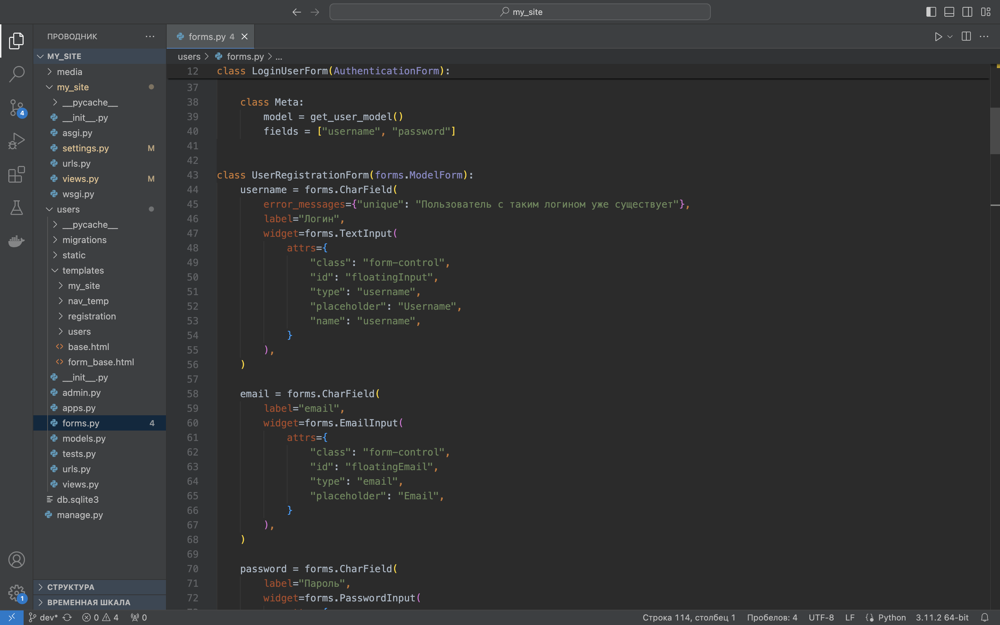 my_site
ПРОВОДНИК
MY_SITE
media
my_site
__pycache__
__init__.py
asgi.py
settings.py M
urls.py
views.py M
wsgi.py
users
__pycache__
migrations
static
templates
my_site
nav_temp
registration
users
base.html
form_base.html
__init__.py
admin.py
apps.py
forms.py 4
models.py
tests.py
urls.py
views.py
db.sqlite3
manage.py
СТРУКТУРА
ВРЕМЕННАЯ ШКАЛА
4
1
forms.py 4
users > forms.py > ...
12 class LoginUserForm(AuthenticationForm):
37
38     class Meta:
39         model = get_user_model()
40         fields = ["username", "password"]
41
42
43 class UserRegistrationForm(forms.ModelForm):
44     username = forms.CharField(
45         error_messages={"unique": "Пользователь с таким логином уже существует"},
46         label="Логин",
47         widget=forms.TextInput(
48             attrs={
49                 "class": "form-control",
50                 "id": "floatingInput",
51                 "type": "username",
52                 "placeholder": "Username",
53                 "name": "username",
54             }
55         ),
56     )
57
58     email = forms.CharField(
59         label="email",
60         widget=forms.EmailInput(
61             attrs={
62                 "class": "form-control",
63                 "id": "floatingEmail",
64                 "type": "email",
65                 "placeholder": "Email",
66             }
67         ),
68     )
69
70     password = forms.CharField(
71         label="Пароль",
72         widget=forms.PasswordInput(
dev* 0 4 0 Строка 114, столбец 1 Пробелов: 4 UTF-8 LF Python 3.11.2 64-bit